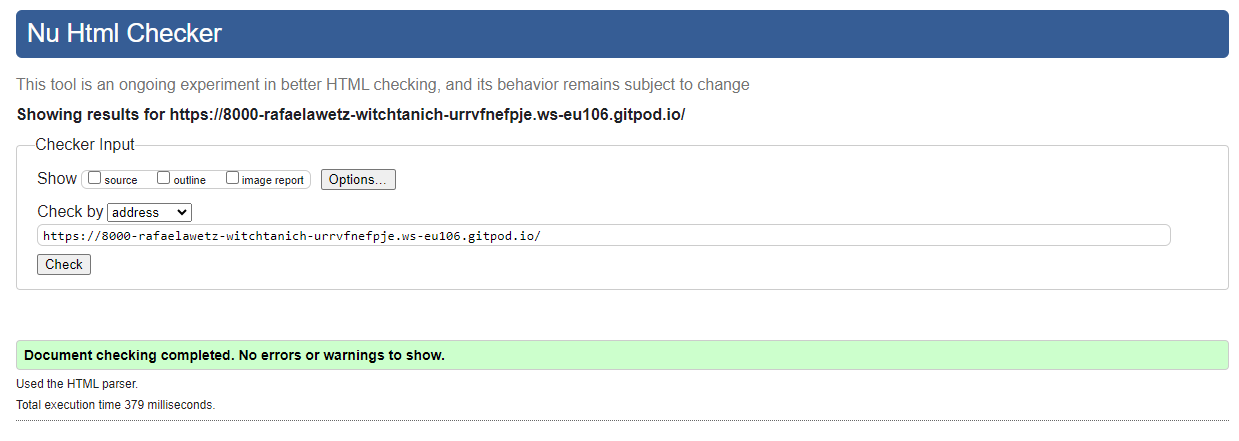 Nu Html Checker
This tool is an ongoing experiment in better HTML checking, and its behavior remains subject to change
Showing results for https://8000-rafaelawetz-witchtanich-urrvfnefpje.ws-eu106.gitpod.io/
Checker Input
Show source outline image report Options...
Check by address
https://8000-rafaelawetz-witchtanich-urrvfnefpje.ws-eu106.gitpod.io/
Check
Document checking completed. No errors or warnings to show.
Used the HTML parser.
Total execution time 379 milliseconds.